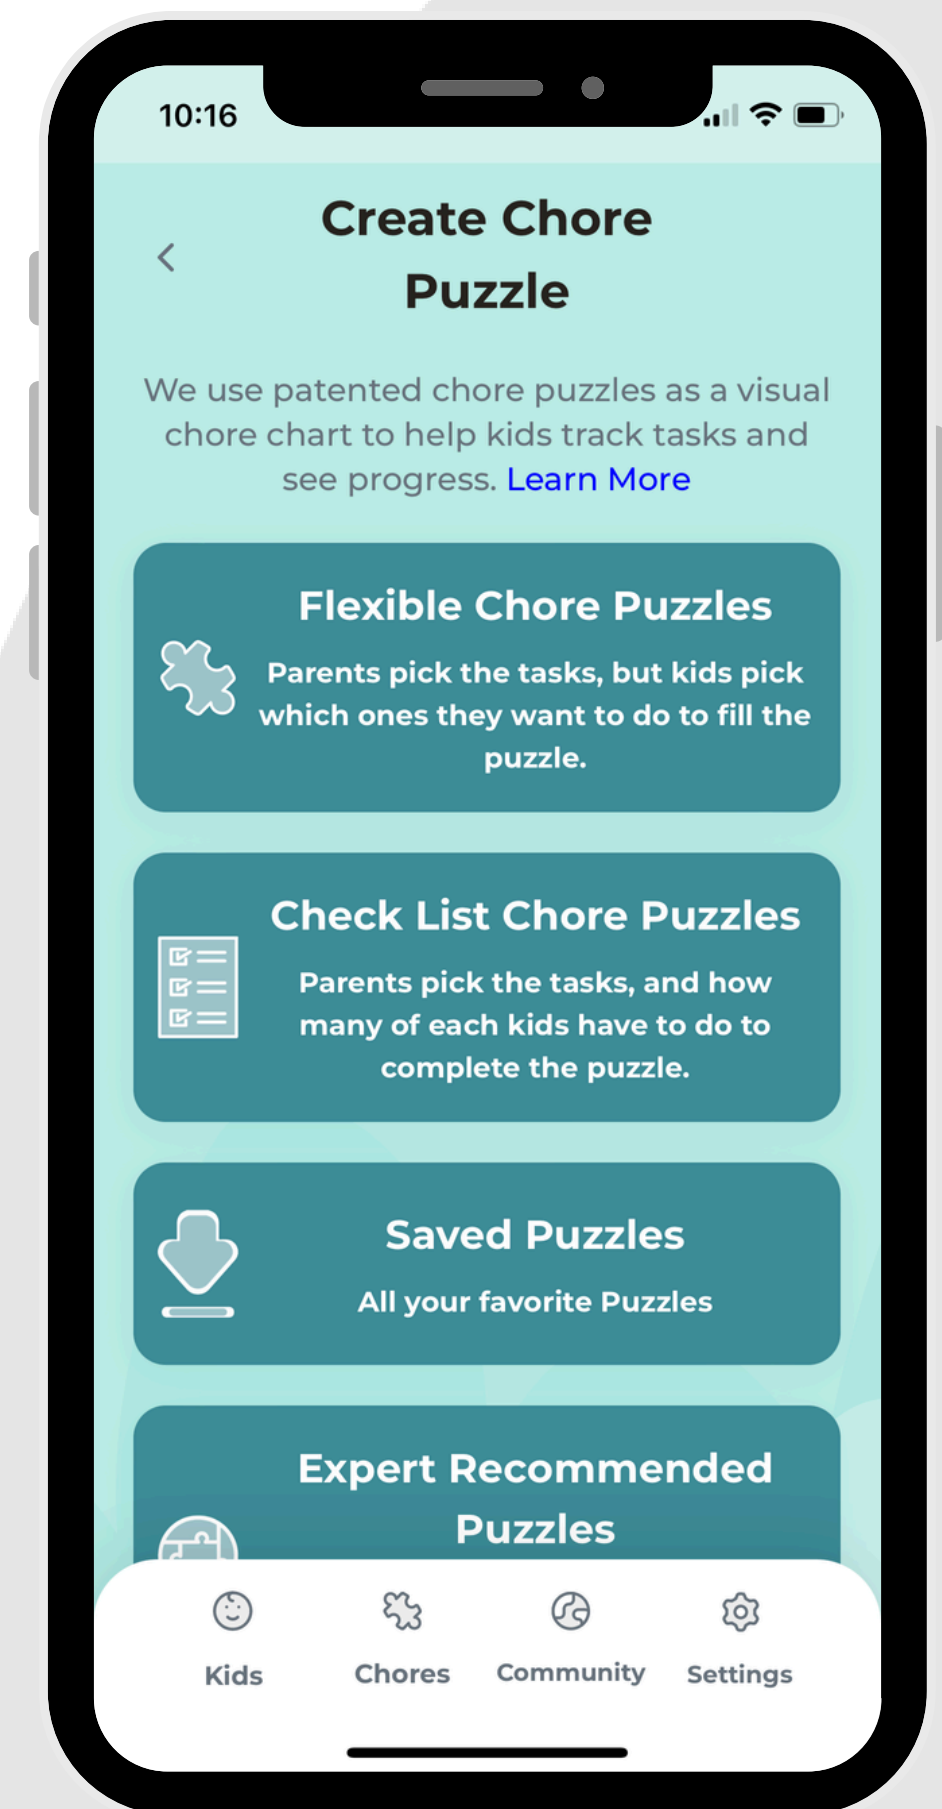 10:16
Create Chore
Puzzle
We use patented chore puzzles as a visual
chore chart to help kids track tasks and
see progress. Learn More
Flexible Chore Puzzles
Parents pick the tasks, but kids pick
which ones they want to do to fill the
puzzle.
Check List Chore Puzzles
Parents pick the tasks, and how
many of each kids have to do to
complete the puzzle.
Saved Puzzles
All your favorite Puzzles
Expert Recommended
Puzzles
Kids
Chores
Community
Settings